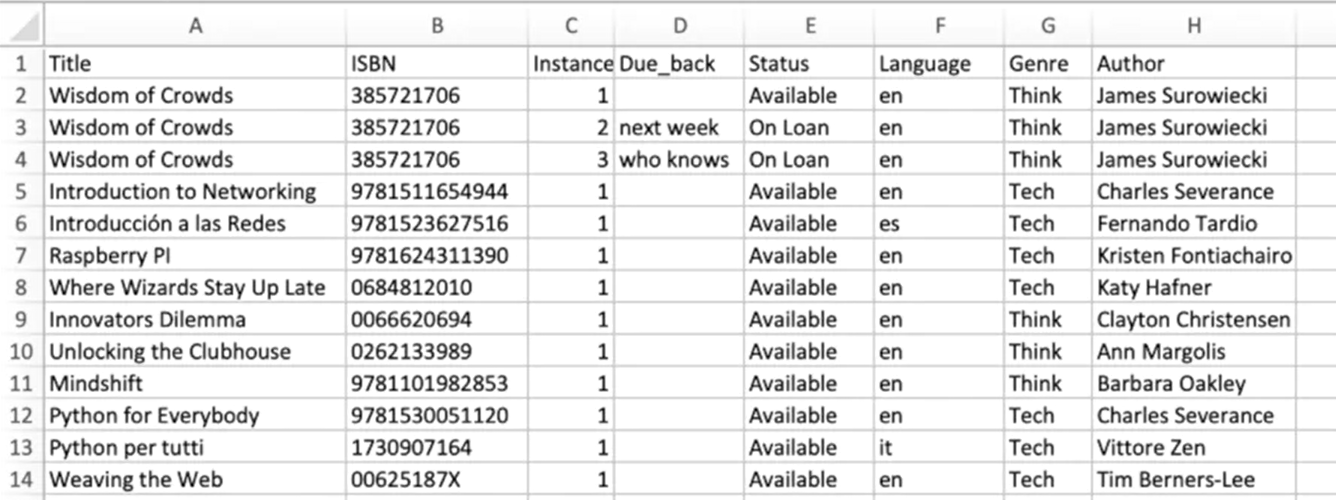 A B C D E F G H
1 Title ISBN Instance Due_back Status Language Genre Author
2 Wisdom of Crowds 385721706 1 Available en Think James Surowiecki
3 Wisdom of Crowds 385721706 2 next week On Loan en Think James Surowiecki
4 Wisdom of Crowds 385721706 3 who knows On Loan en Think James Surowiecki
5 Introduction to Networking 9781511654944 1 Available en Tech Charles Severance
6 Introducción a las Redes 9781523627516 1 Available es Tech Fernando Tardio
7 Raspberry PI 9781624311390 1 Available en Tech Kristen Fontiachairo
8 Where Wizards Stay Up Late 0684812010 1 Available en Tech Katy Hafner
9 Innovators Dilemma 0066620694 1 Available en Think Clayton Christensen
10 Unlocking the Clubhouse 0262133989 1 Available en Think Ann Margolis
11 Mindshift 9781101982853 1 Available en Think Barbara Oakley
12 Python for Everybody 9781530051120 1 Available en Tech Charles Severance
13 Python per tutti 1730907164 1 Available it Tech Vittore Zen
14 Weaving the Web 00625187X 1 Available en Tech Tim Berners-Lee